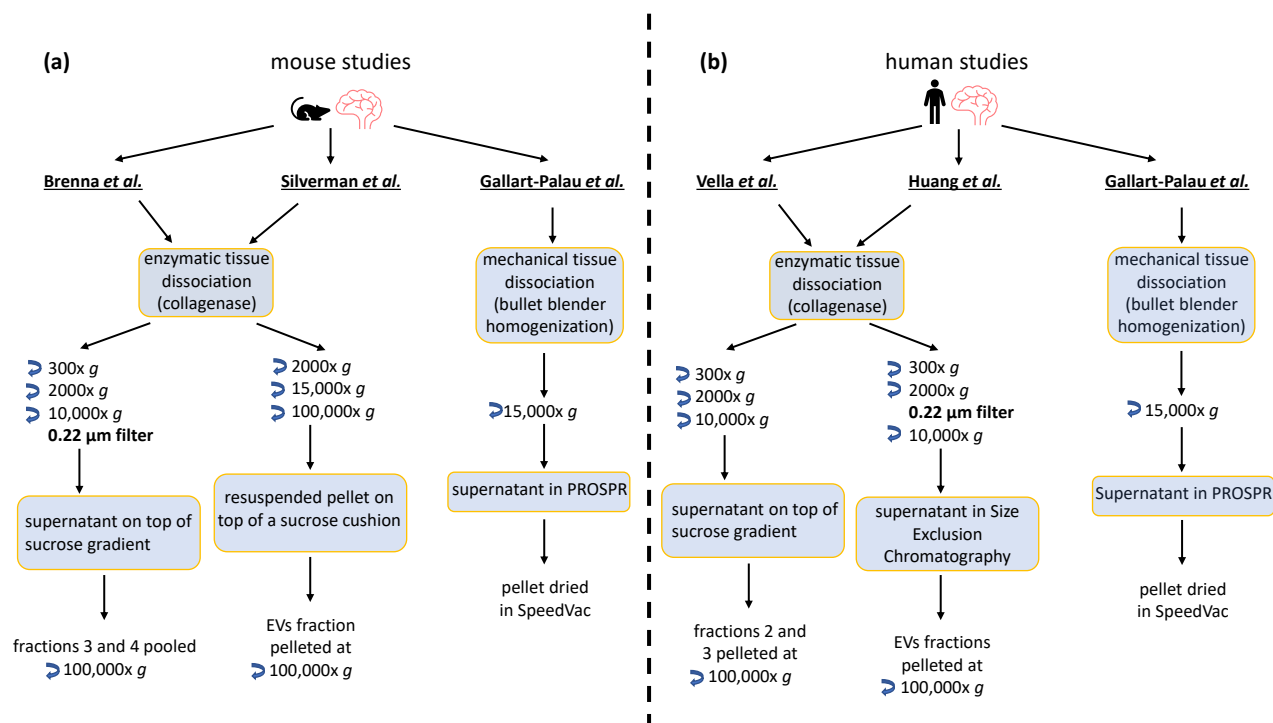 (a)
mouse studies
Brenna et al.
Silverman et al.
Gallart-Palau et al.
enzymatic tissue
dissociation
(collagenase)
mechanical tissue
dissociation
(bullet blender
homogenization)
300x g
2000x g
10,000x g
0.22 µm filter
2000x g
15,000x g
100,000x g
15,000x g
supernatant on top of
sucrose gradient
resuspended pellet on
top of a sucrose cushion
supernatant in PROSPR
fractions 3 and 4 pooled
100,000x g
EVs fraction
pelleted at
100,000x g
pellet dried
in SpeedVac
(b)
human studies
Vella et al.
Huang et al.
Gallart-Palau et al.
enzymatic tissue
dissociation
(collagenase)
mechanical tissue
dissociation
(bullet blender
homogenization)
300x g
2000x g
10,000x g
300x g
2000x g
0.22 µm filter
10,000x g
15,000x g
supernatant on top of
sucrose gradient
supernatant in Size
Exclusion
Chromatography
Supernatant in PROSPR
fractions 2 and
3 pelleted at
100,000x g
EVs fractions
pelleted at
100,000x g
pellet dried
in SpeedVac